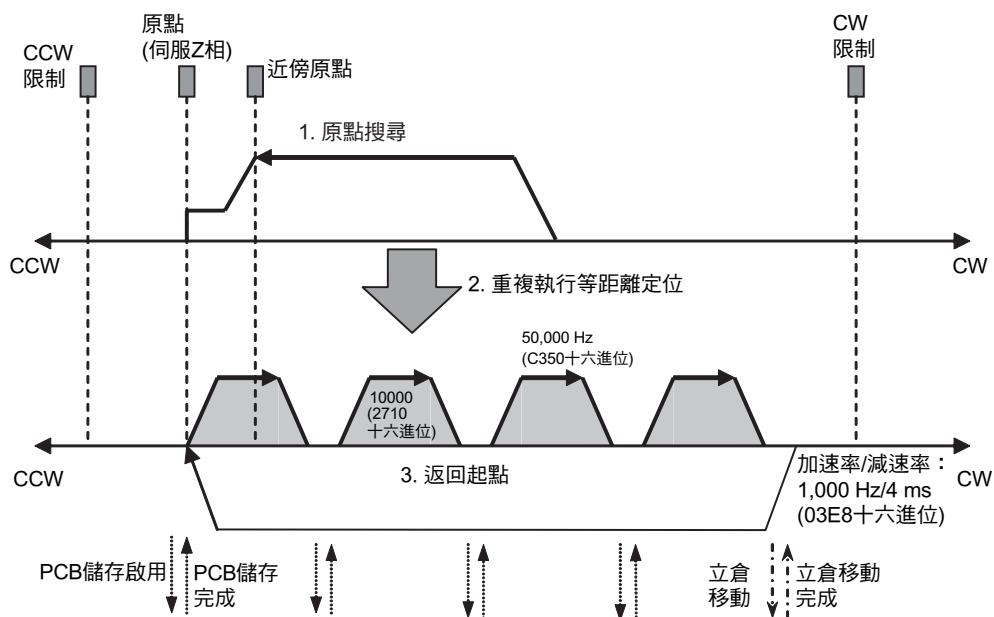 CCW
限制
原點
(伺服Z相)
近傍原點
CW
限制
1. 原點搜尋
CCW
CW
2. 重複執行等距離定位
50,000 Hz
(C350十六進位)
10000
(2710
十六進位)
CCW
CW
3. 返回起點
加速率/減速率：
1,000 Hz/4 ms
(03E8十六進位)
PCB儲存啟用
PCB儲存
完成
立倉
移動
立倉移動
完成